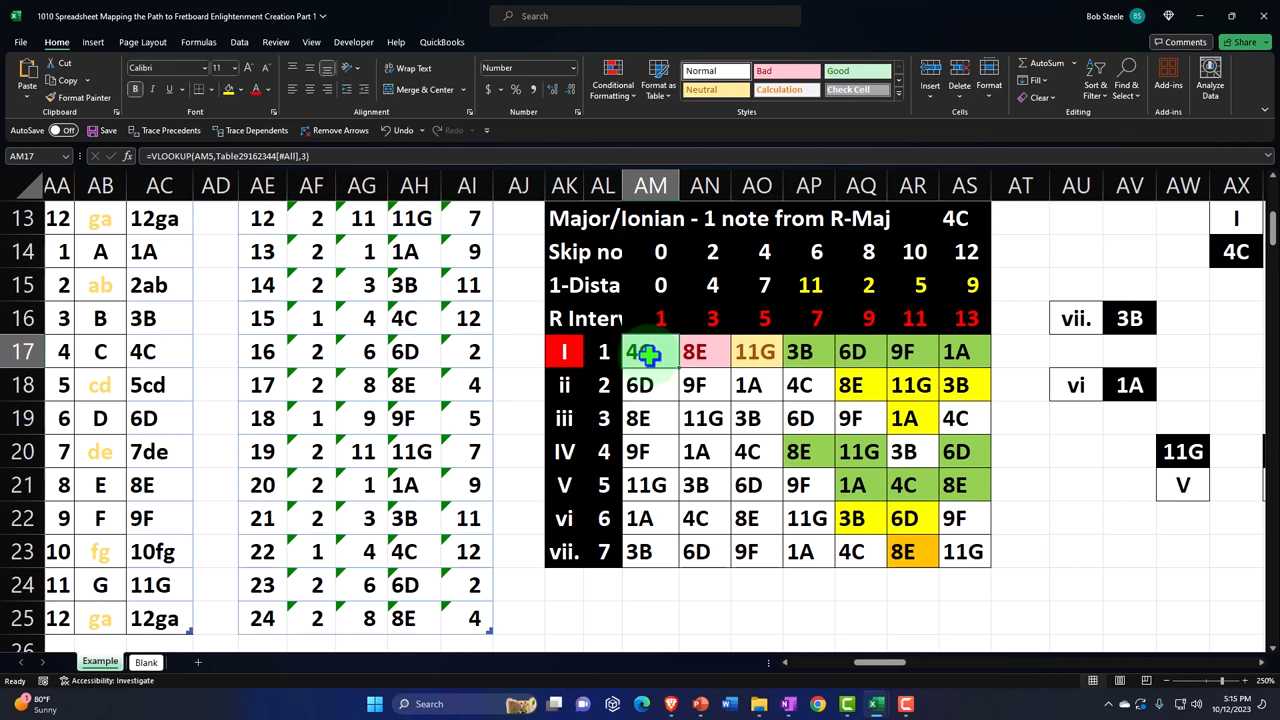 1010 Spreadsheet Mapping the Path to Fretboard Enlightenment Creation Part 1
Search
Bob Steele BS
File Home Insert Page Layout Formulas Data Review View Developer Automate Help QuickBooks
Comments Share
Cut
Copy
Format Painter
Paste
Calibri 11
Wrap Text
Merge & Center
Number
Conditional Formatting
Format as Table
Normal Bad Good
Neutral Calculation Check Cell
Insert Delete Format
AutoSum
Fill
Clear
Sort & Filter
Find & Select
Add-ins
Analyze Data
Clipboard Font Alignment Number Styles Cells Editing Add-ins
AutoSave Off Save Trace Precedents Trace Dependents Remove Arrows Undo Redo
AM17 fx =VLOOKUP(AM5,Table29162344[#All],3)
AA AB AC AD AE AF AG AH AI AJ AK AL AM AN AO AP AQ AR AS AT AU AV AW AX
13 12 ga 12ga 12 2 11 11G 7 Major/Ionian - 1 note from R-Maj 4C I
14 1 A 1A 13 2 1 1A 9 Skip no 0 2 4 6 8 10 12 4C
15 2 ab 2ab 14 2 3 3B 11 1-Dista 0 4 7 11 2 5 9
16 3 B 3B 15 1 4 4C 12 R Interv 1 3 5 7 9 11 13 vii. 3B
17 4 C 4C 16 2 6 6D 2 I 1 4C 8E 11G 3B 6D 9F 1A
18 5 cd 5cd 17 2 8 8E 4 ii 2 6D 9F 1A 4C 8E 11G 3B vi 1A
19 6 D 6D 18 1 9 9F 5 iii 3 8E 11G 3B 6D 9F 1A 4C
20 7 de 7de 19 2 11 11G 7 IV 4 9F 1A 4C 8E 11G 3B 6D 11G
21 8 E 8E 20 2 1 1A 9 V 5 11G 3B 6D 9F 1A 4C 8E V
22 9 F 9F 21 2 3 3B 11 vi 6 1A 4C 8E 11G 3B 6D 9F
23 10 fg 10fg 22 1 4 4C 12 vii. 7 3B 6D 9F 1A 4C 8E 11G
24 11 G 11G 23 2 6 6D 2
25 12 ga 12ga 24 2 8 8E 4
Example Blank
Ready Accessibility: Investigate 250%
80°F
Sunny
Search
5:15 PM
10/12/2023